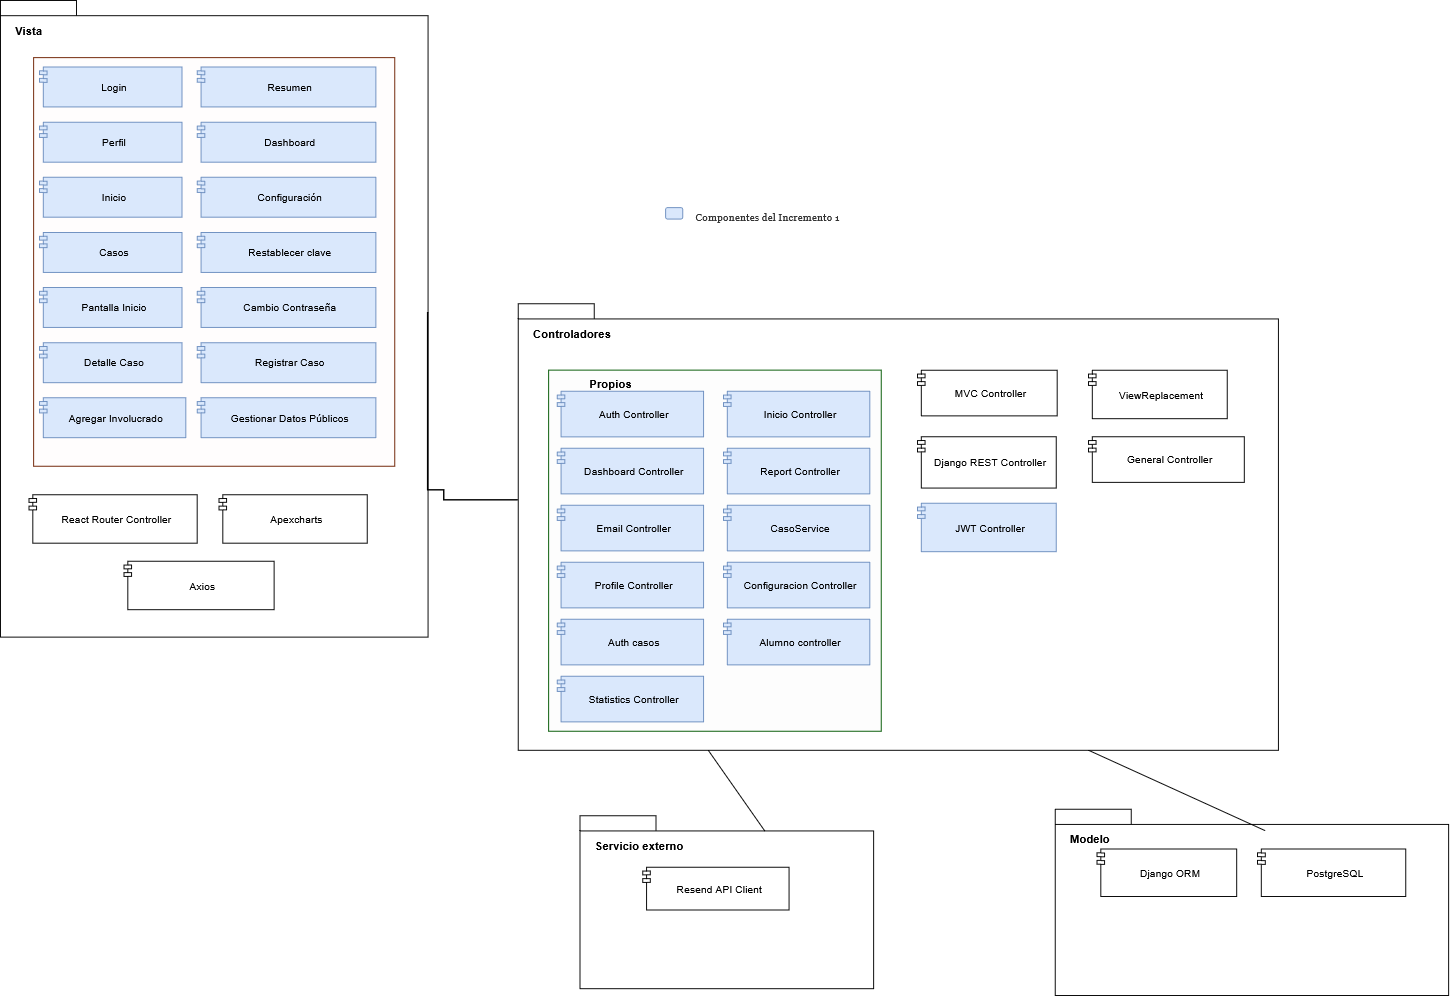 Vista
Login
Resumen
Perfil
Dashboard
Inicio
Configuración
Casos
Restablecer clave
Pantalla Inicio
Cambio Contraseña
Detalle Caso
Registrar Caso
Agregar Involucrado
Gestionar Datos Públicos
React Router Controller
Apexcharts
Axios
Componentes del Incremento 1
Controladores
Propios
Auth Controller
Inicio Controller
Dashboard Controller
Report Controller
Email Controller
CasoService
Profile Controller
Configuracion Controller
Auth casos
Alumno controller
Statistics Controller
MVC Controller
ViewReplacement
Django REST Controller
General Controller
JWT Controller
Servicio externo
Resend API Client
Modelo
Django ORM
PostgreSQL